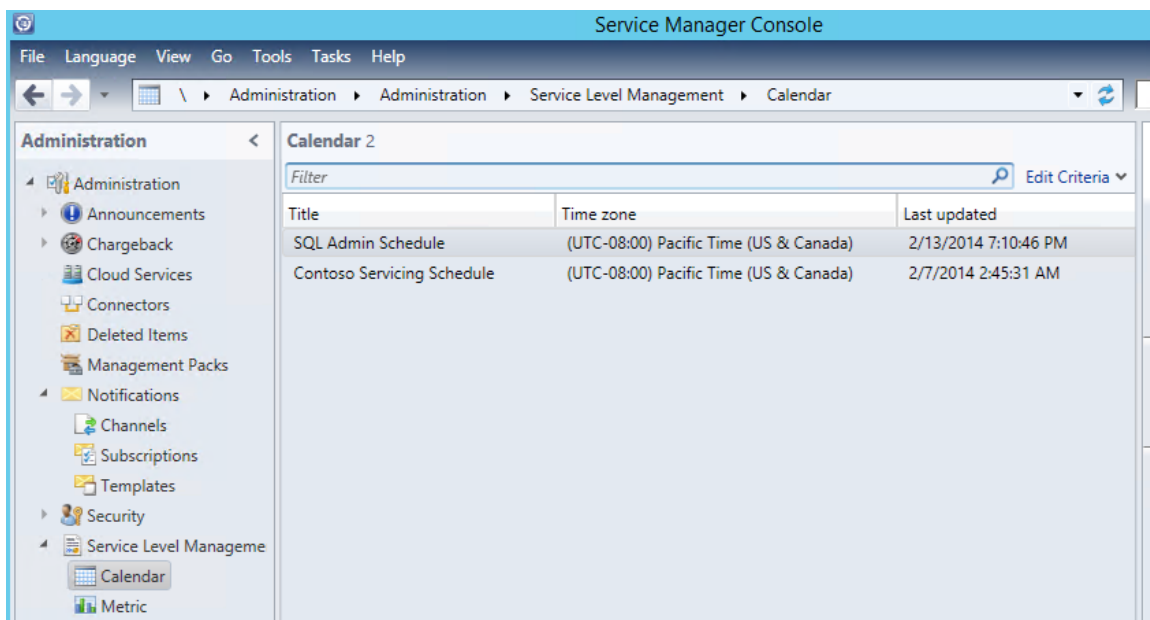 Service Manager Console
File Language View Go Tools Tasks Help
\ Administration Administration Service Level Management Calendar
Administration
Administration
Announcements
Chargeback
Cloud Services
Connectors
Deleted Items
Management Packs
Notifications
Channels
Subscriptions
Templates
Security
Service Level Manageme
Calendar
Metric
Calendar 2
Filter Edit Criteria
Title Time zone Last updated
SQL Admin Schedule (UTC-08:00) Pacific Time (US & Canada) 2/13/2014 7:10:46 PM
Contoso Servicing Schedule (UTC-08:00) Pacific Time (US & Canada) 2/7/2014 2:45:31 AM